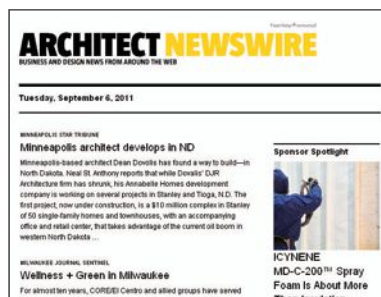 ARCHITECT NEWSWIRE
BUSINESS AND DESIGN NEWS FROM AROUND THE WEB
Tuesday, September 6, 2011
MINNEAPOLIS STAR TRIBUNE
Minneapolis architect develops in ND
Minneapolis-based architect Dean Dovolis has found a way to build—in
North Dakota. Neal St. Anthony reports that while Dovolis' DJR
Architecture firm has shrunk, his Annabelle Homes development
company is working on several projects in Stanley and Tioga, N.D. The
first project, now under construction, is a $10 million complex in Stanley
of 50 single-family homes and townhouses, with an accompanying
office and retail center, that takes advantage of the current oil boom in
western North Dakota ...
MILWAUKEE JOURNAL SENTINEL
Wellness + Green in Milwaukee
For almost ten years, CORE/El Centro and allied groups have served
Sponsor Spotlight
ICYNENE
MD-C-200™ Spray
Foam Is About More